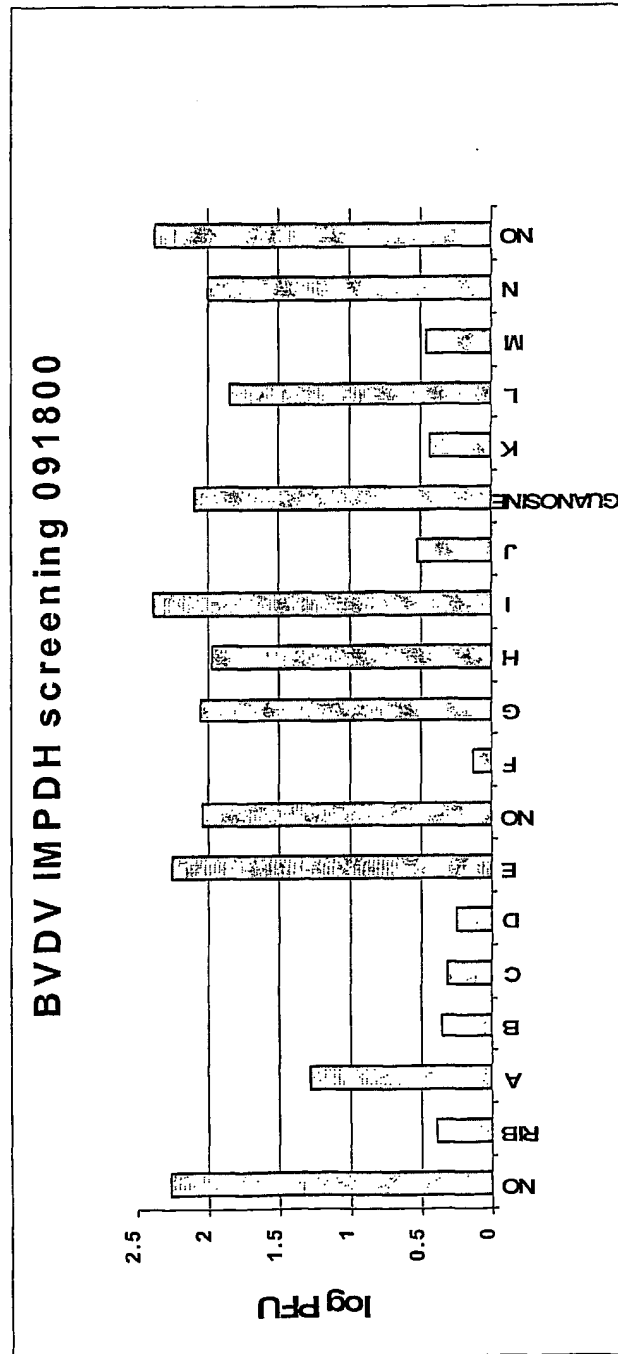 BVDV IMPDH screening 091800
log PFU
2.5
2
1.5
1
0.5
0
NO
RIB
A
B
C
D
E
NO
F
G
H
I
J
GUANOSINE
K
L
M
N
NO